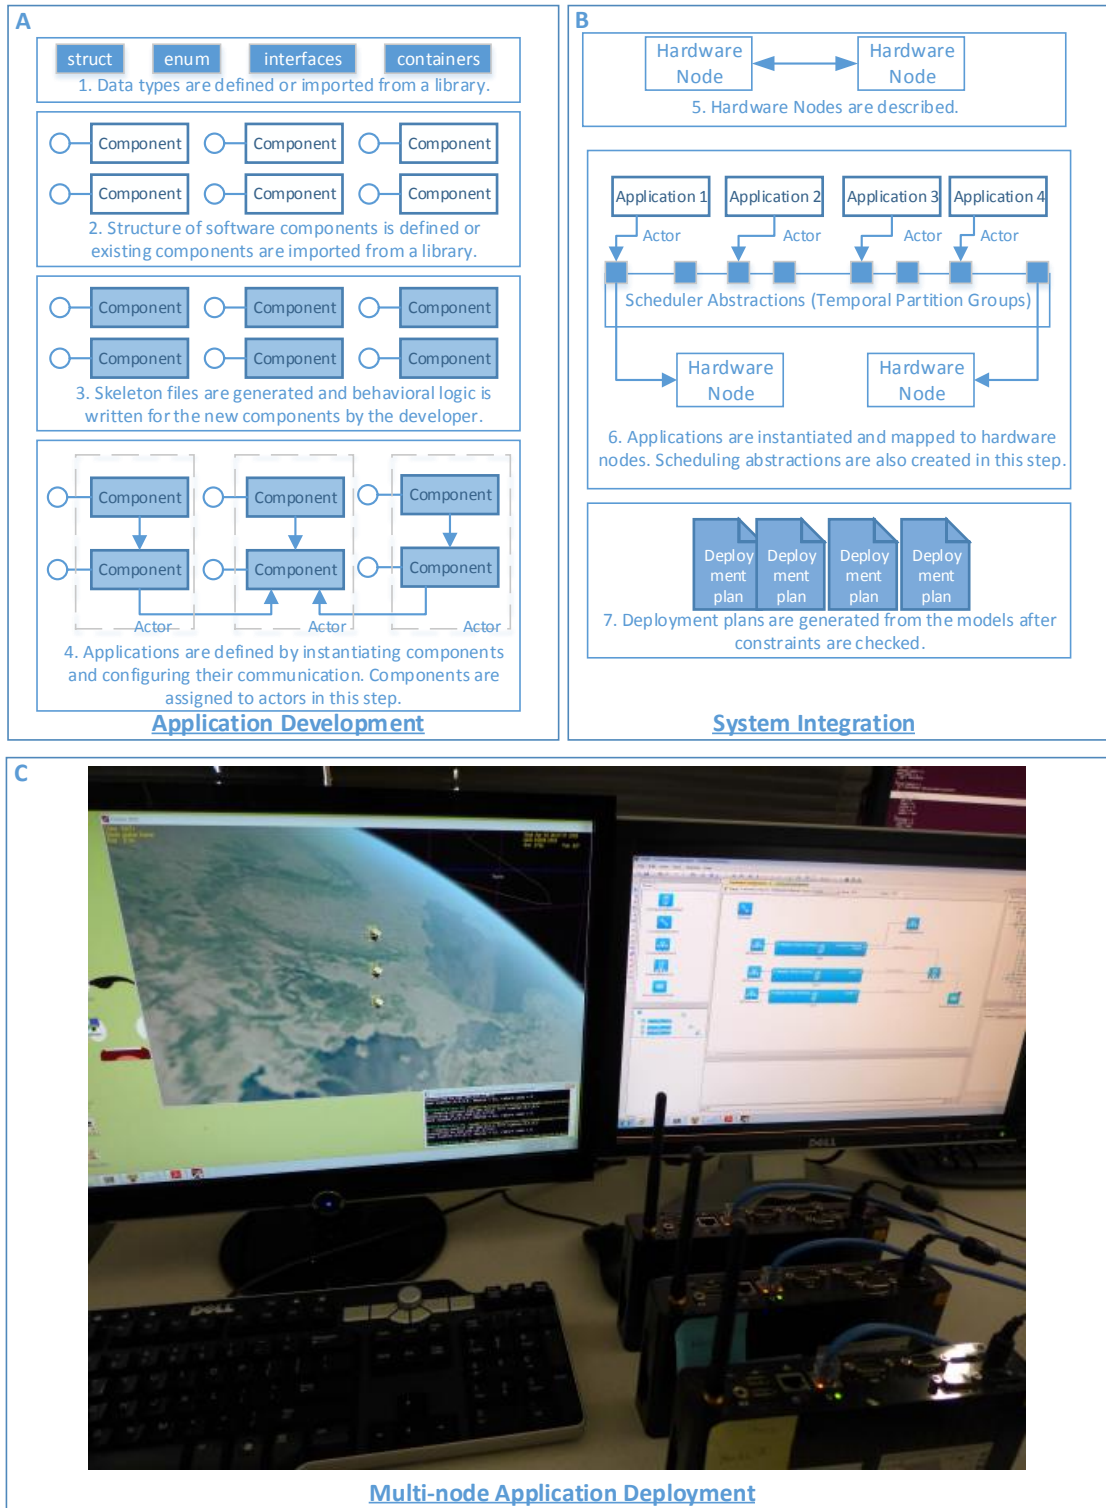 A
struct enum interfaces containers
1. Data types are defined or imported from a library.
Component Component Component
Component Component Component
2. Structure of software components is defined or
existing components are imported from a library.
Component Component Component
Component Component Component
3. Skeleton files are generated and behavioral logic is
written for the new components by the developer.
Component Component Component
Component Component Component
Actor Actor Actor
4. Applications are defined by instantiating components
and configuring their communication. Components are
assigned to actors in this step.
Application Development
B
Hardware Hardware
Node Node
5. Hardware Nodes are described.
Application 1 Application 2 Application 3 Application 4
Actor Actor Actor Actor
Scheduler Abstractions (Temporal Partition Groups)
Hardware Hardware
Node Node
6. Applications are instantiated and mapped to hardware
nodes. Scheduling abstractions are also created in this step.
Deploy Deploy Deploy Deploy
ment ment ment ment
plan plan plan plan
7. Deployment plans are generated from the models after
constraints are checked.
System Integration
C
DELL
DELL
Multi-node Application Deployment